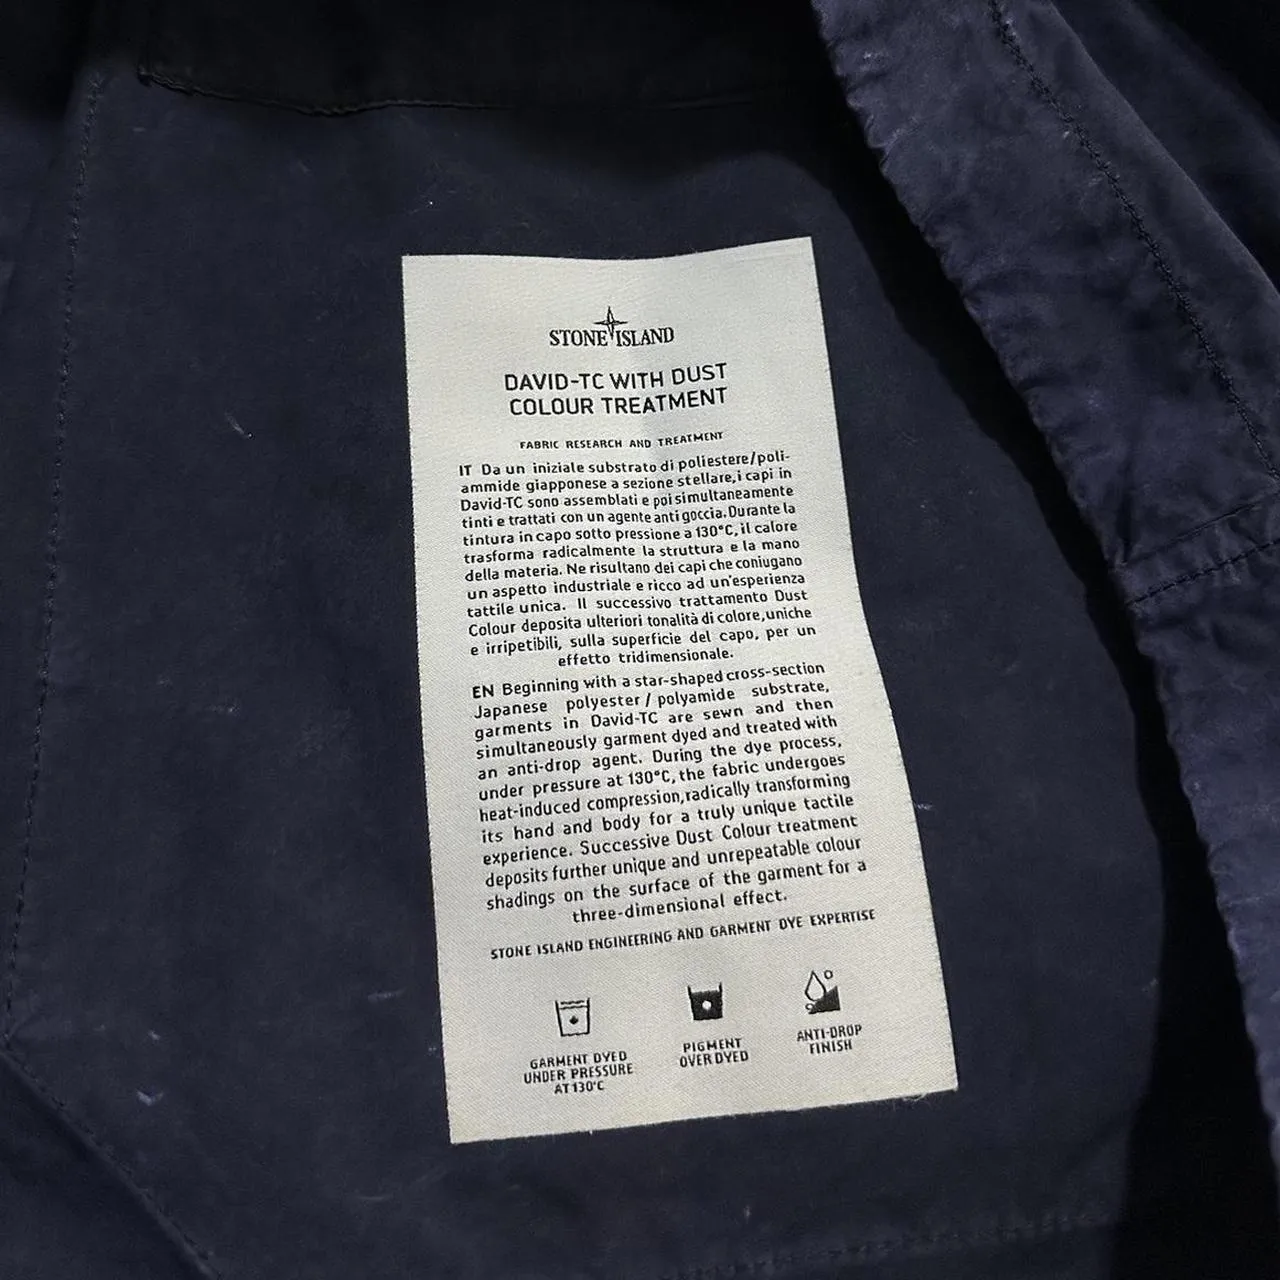 STONE ISLAND
DAVID-TC WITH DUST
COLOUR TREATMENT
FABRIC RESEARCH AND TREATMENT
IT Da un iniziale substrato di poliestere/poli-
ammide giapponese a sezione stellare, i capi in
David-TC sono assemblati e poi simultaneamente
tinti e trattati con un agente anti goccia. Durante la
tintura in capo sotto pressione a 130°C, il calore
trasforma radicalmente la struttura e la mano
della materia. Ne risultano dei capi che coniugano
un aspetto industriale e ricco ad un'esperienza
tattile unica. Il successivo trattamento Dust
Colour deposita ulteriori tonalità di colore, uniche
e irripetibili, sulla superficie del capo, per un
effetto tridimensionale.
EN Beginning with a star-shaped cross-section
Japanese polyester / polyamide substrate,
garments in David-TC are sewn and then
simultaneously garment dyed and treated with
an anti-drop agent. During the dye process,
under pressure at 130°C, the fabric undergoes
heat-induced compression, radically transforming
its hand and body for a truly unique tactile
experience. Successive Dust Colour treatment
deposits further unique and unrepeatable colour
shadings on the surface of the garment for a
three-dimensional effect.
STONE ISLAND ENGINEERING AND GARMENT DYE EXPERTISE
GARMENT DYED
UNDER PRESSURE
AT 130°C
PIGMENT
OVER DYED
ANTI-DROP
FINISH